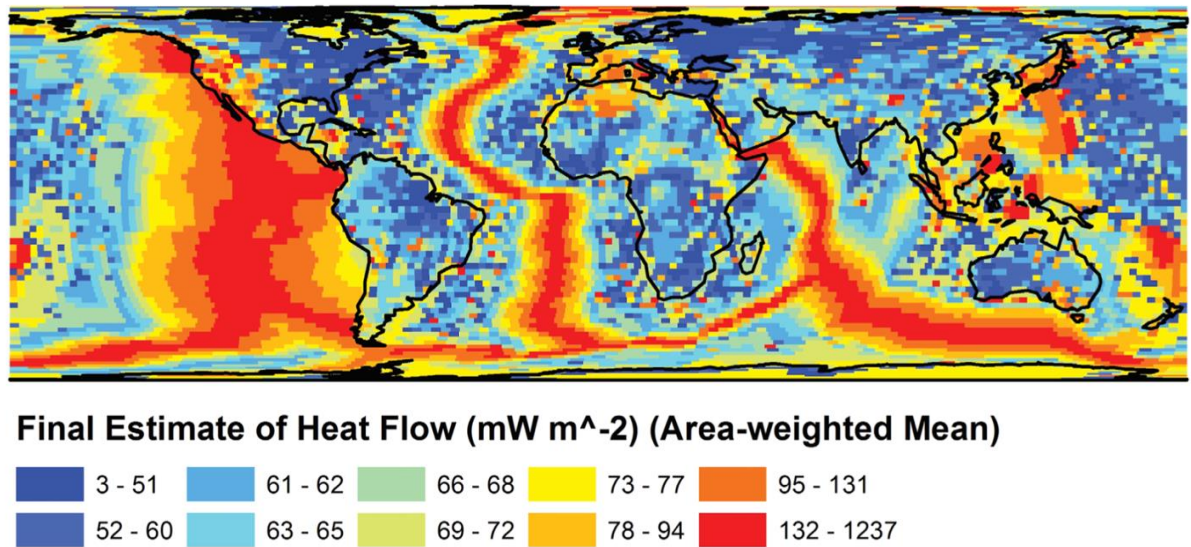 Final Estimate of Heat Flow (mW m^-2) (Area-weighted Mean)
3 - 51 61 - 62 66 - 68 73 - 77 95 - 131
52 - 60 63 - 65 69 - 72 78 - 94 132 - 1237